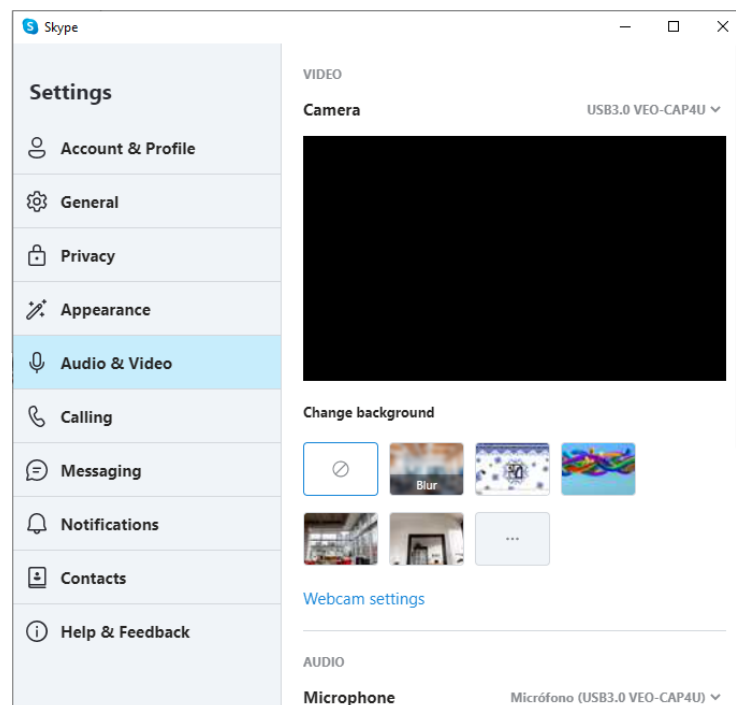 Skype
Settings
Account & Profile
General
Privacy
Appearance
Audio & Video
Calling
Messaging
Notifications
Contacts
Help & Feedback
VIDEO
Camera USB3.0 VEO-CAP4U
Change background
Blur
...
Webcam settings
AUDIO
Microphone Micrófono (USB3.0 VEO-CAP4U)